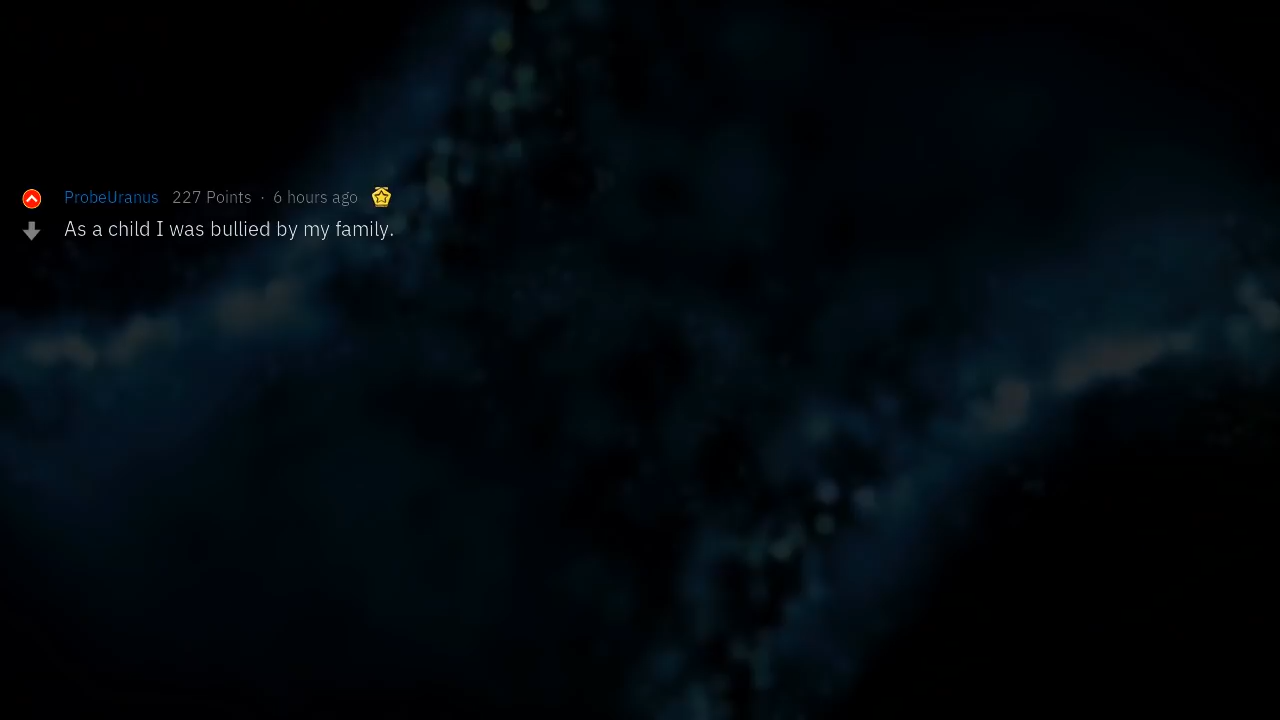 ProbeUranus 227 Points · 6 hours ago
As a child I was bullied by my family.